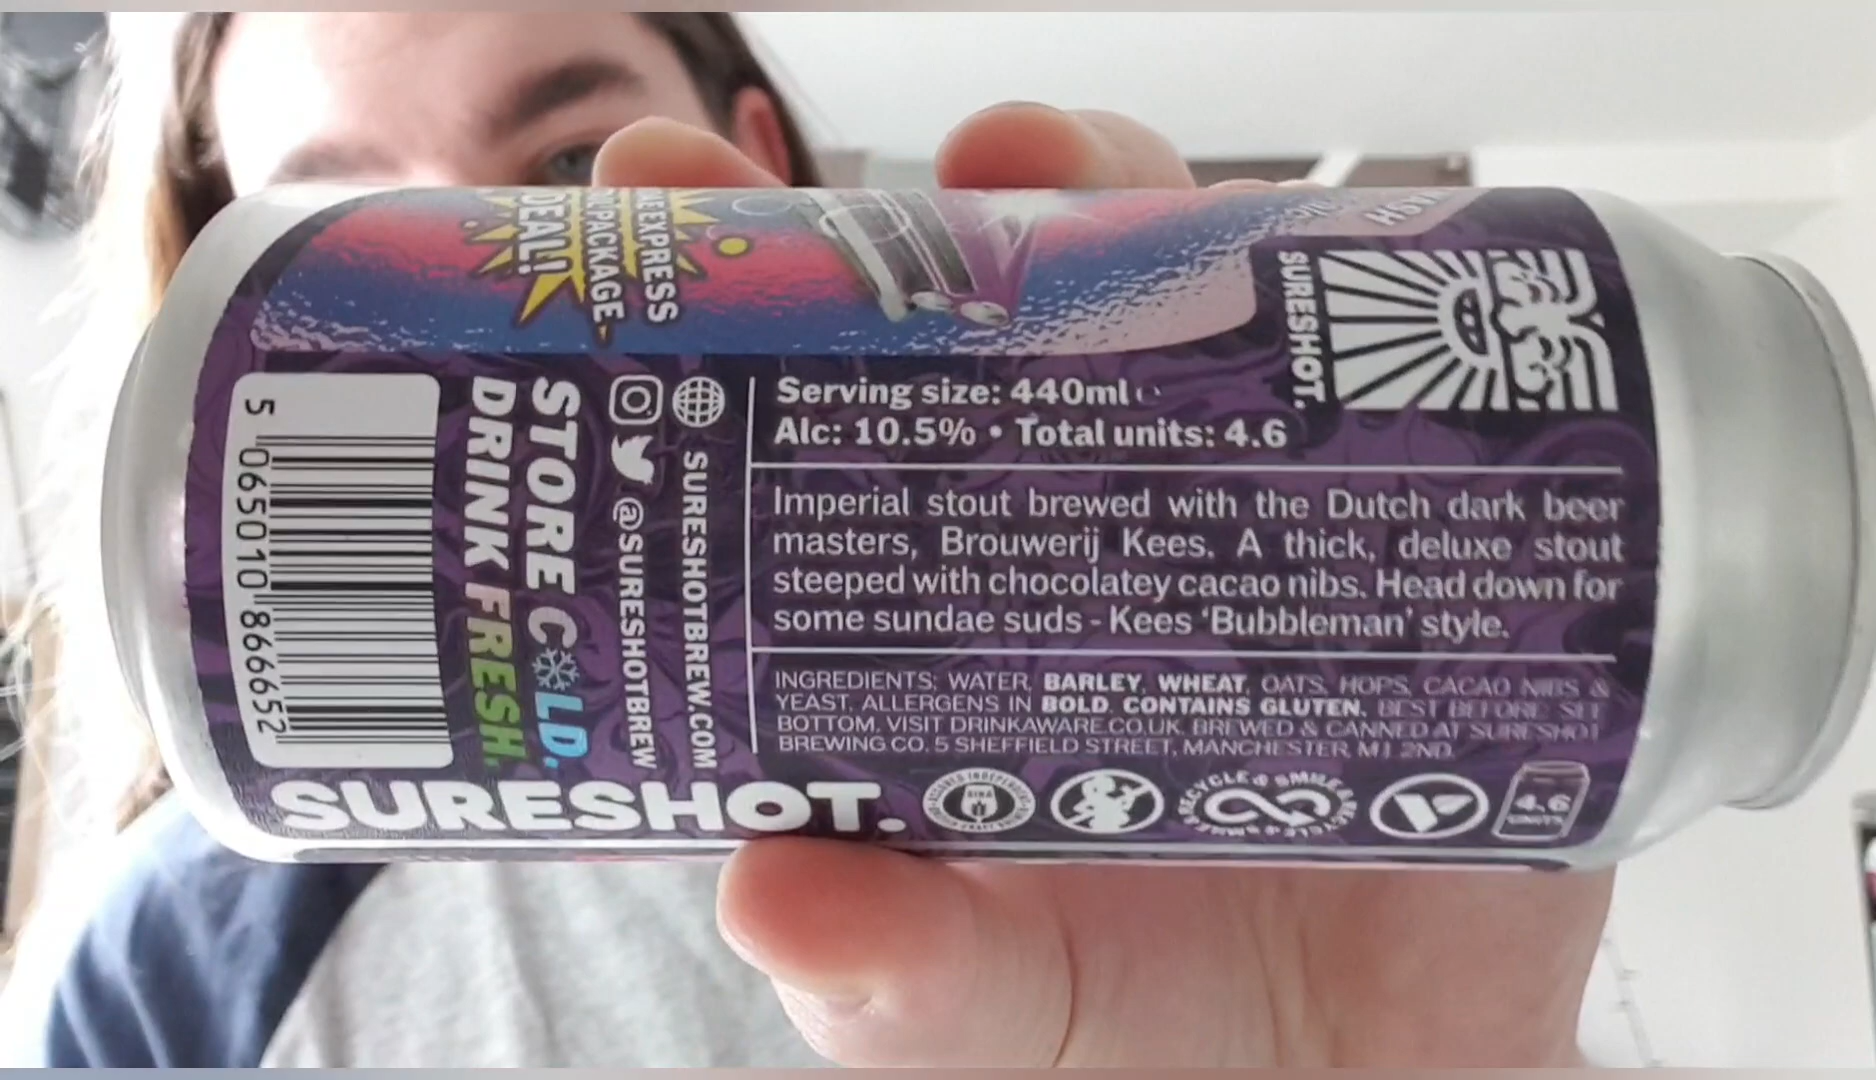 EXPRESS
PACKAGE
DEAL!!
WASH
SURESHOT.
Serving size: 440ml e
Alc: 10.5% • Total units: 4.6
Imperial stout brewed with the Dutch dark beer
masters, Brouwerij Kees. A thick, deluxe stout
steeped with chocolatey cacao nibs. Head down for
some sundae suds - Kees ‘Bubbleman’ style.
INGREDIENTS: WATER, BARLEY, WHEAT, OATS, HOPS, CACAO NIBS &
YEAST. ALLERGENS IN BOLD. CONTAINS GLUTEN. BEST BEFORE: SEE
BOTTOM. VISIT DRINKAWARE.CO.UK. BREWED & CANNED AT SURESHOT
BREWING CO. 5 SHEFFIELD STREET, MANCHESTER, M1 2ND.
SURESHOTBREW.COM
@SURESHOTBREW
STORE COLD.
DRINK FRESH.
5 065010 866652
SURESHOT.
RECYCLE & SMILE
4.6
UNITS